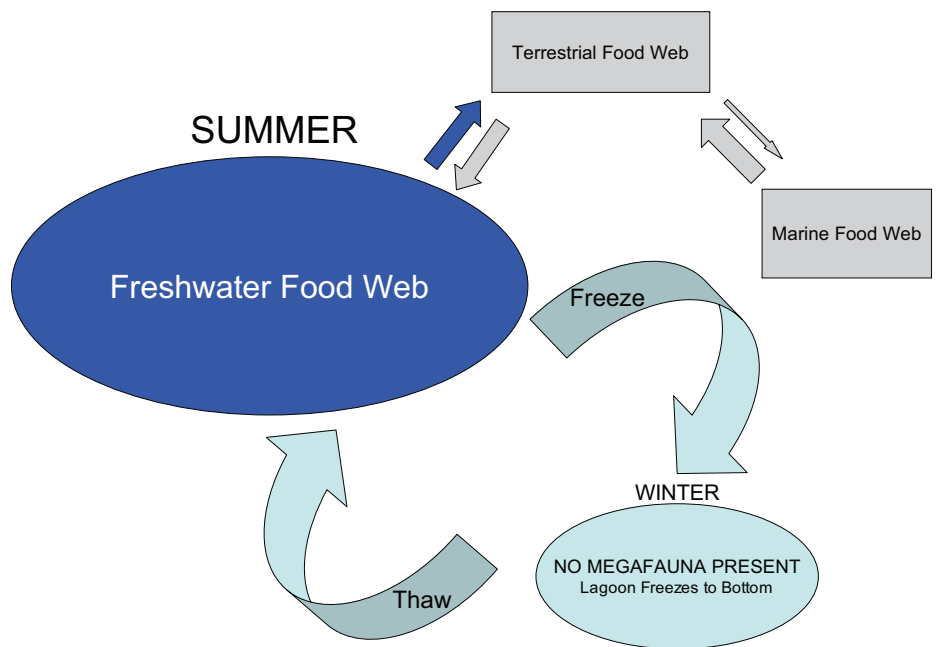 Terrestrial Food Web
SUMMER
Marine Food Web
Freshwater Food Web
Freeze
WINTER
NO MEGAFAUNA PRESENT
Lagoon Freezes to Bottom
Thaw